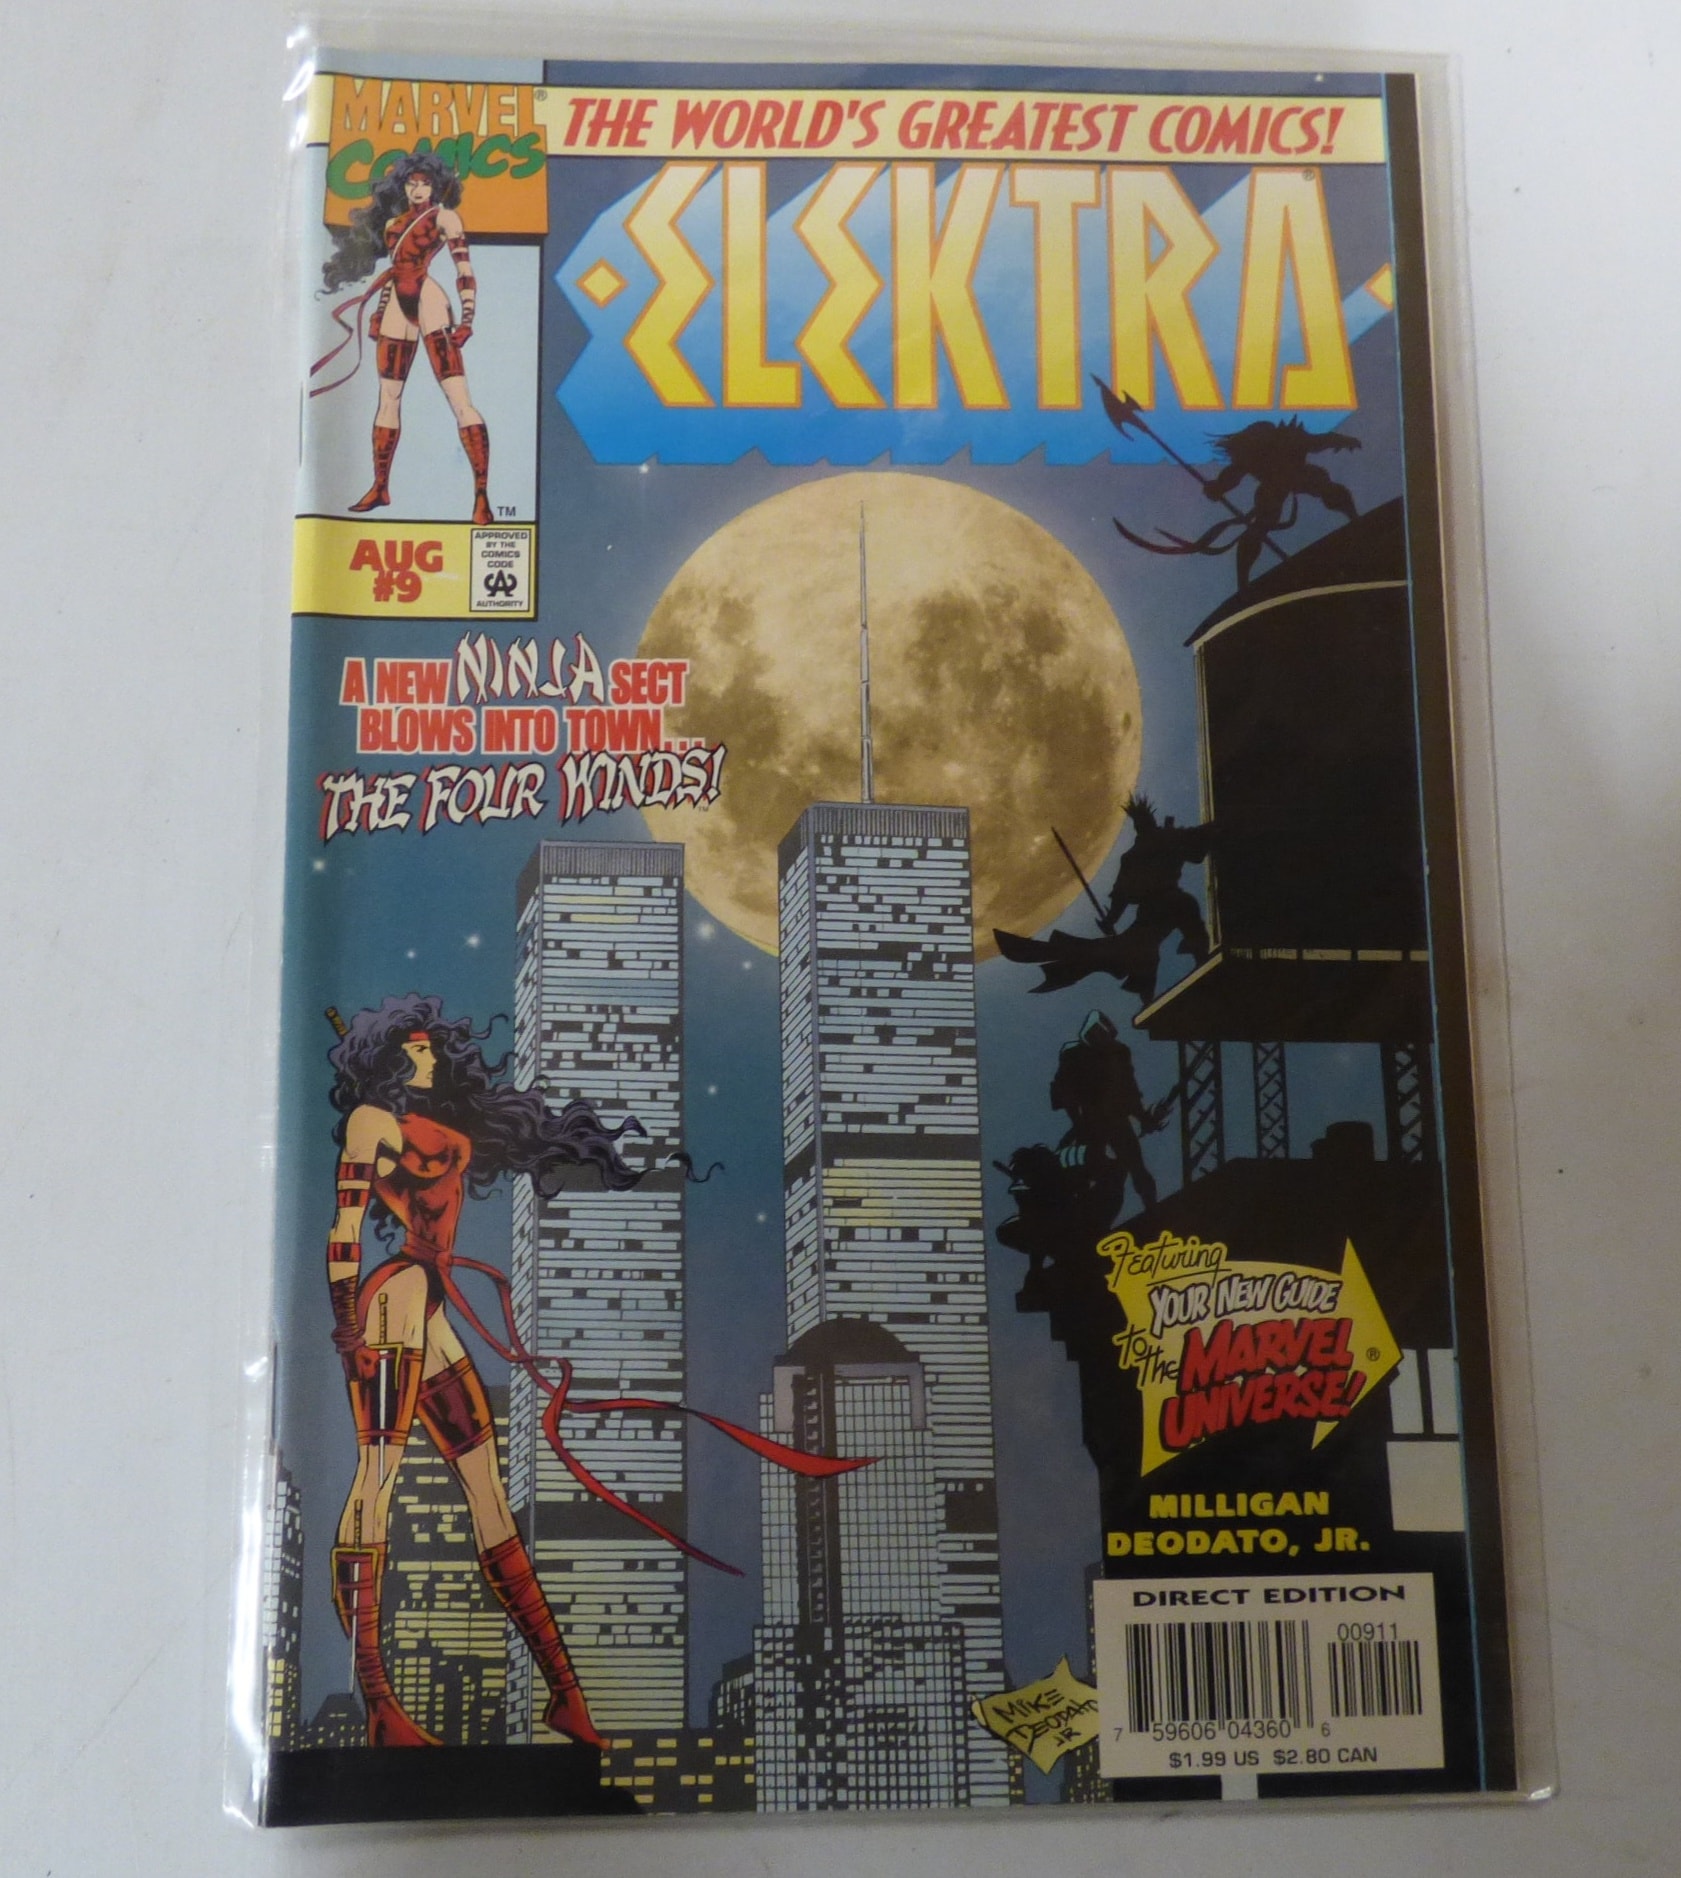 MARVEL®
COMICS
THE WORLD'S GREATEST COMICS!
ELEKTRA®
TM
AUG
#9
APPROVED
BY THE
COMICS
CODE
CA
AUTHORITY
A NEW NINJA SECT
BLOWS INTO TOWN...
THE FOUR WINDS!
Featuring
YOUR NEW GUIDE
to the MARVEL®
UNIVERSE!
MILLIGAN
DEODATO, JR.
MIKE
DEODATO
JR
DIRECT EDITION
00911
7 59606 04360 6
$1.99 US $2.80 CAN